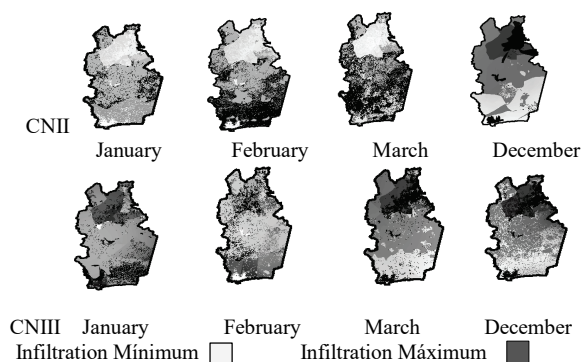 CNII
January February March December
CNIII January February March December
Infiltration Mínimum Infiltration Máximum